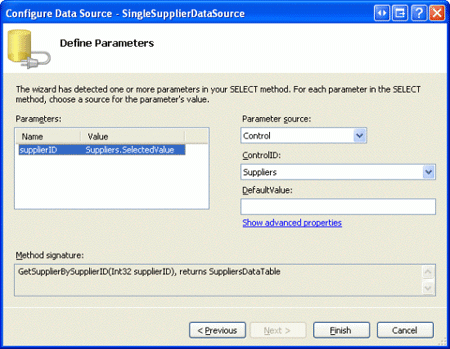 Configure Data Source - SingleSupplierDataSource
Define Parameters
The wizard has detected one or more parameters in your SELECT method. For each parameter in the SELECT
method, choose a source for the parameter's value.
Parameters:
Name Value
supplierID Suppliers.SelectedValue
Parameter source:
Control
ControlID:
Suppliers
DefaultValue:
Show advanced properties
Method signature:
GetSupplierBySupplierID(Int32 supplierID), returns SuppliersDataTable
< Previous Next > Finish Cancel